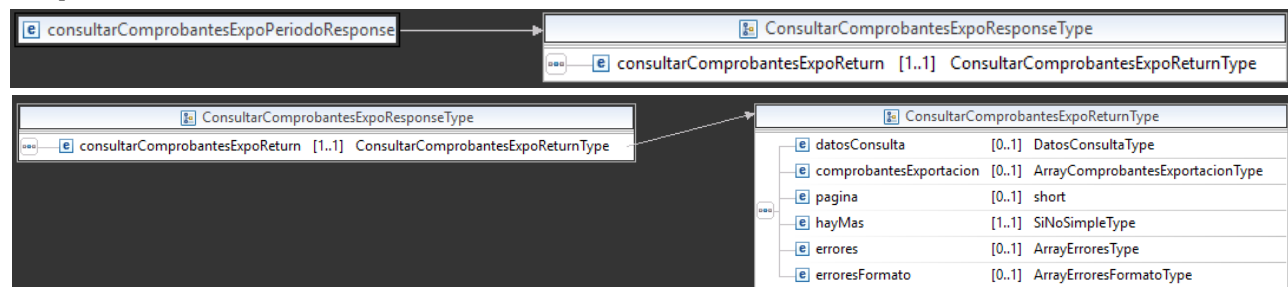 consultarComprobantesExpoPeriodoResponse
ConsultarComprobantesExpoResponseType
consultarComprobantesExpoReturn [1..1] ConsultarComprobantesExpoReturnType
ConsultarComprobantesExpoResponseType
consultarComprobantesExpoReturn [1..1] ConsultarComprobantesExpoReturnType
ConsultarComprobantesExpoReturnType
datosConsulta [0..1] DatosConsultaType
comprobantesExportacion [0..1] ArrayComprobantesExportacionType
pagina [0..1] short
hayMas [1..1] SiNoSimpleType
errores [0..1] ArrayErroresType
erroresFormato [0..1] ArrayErroresFormatoType